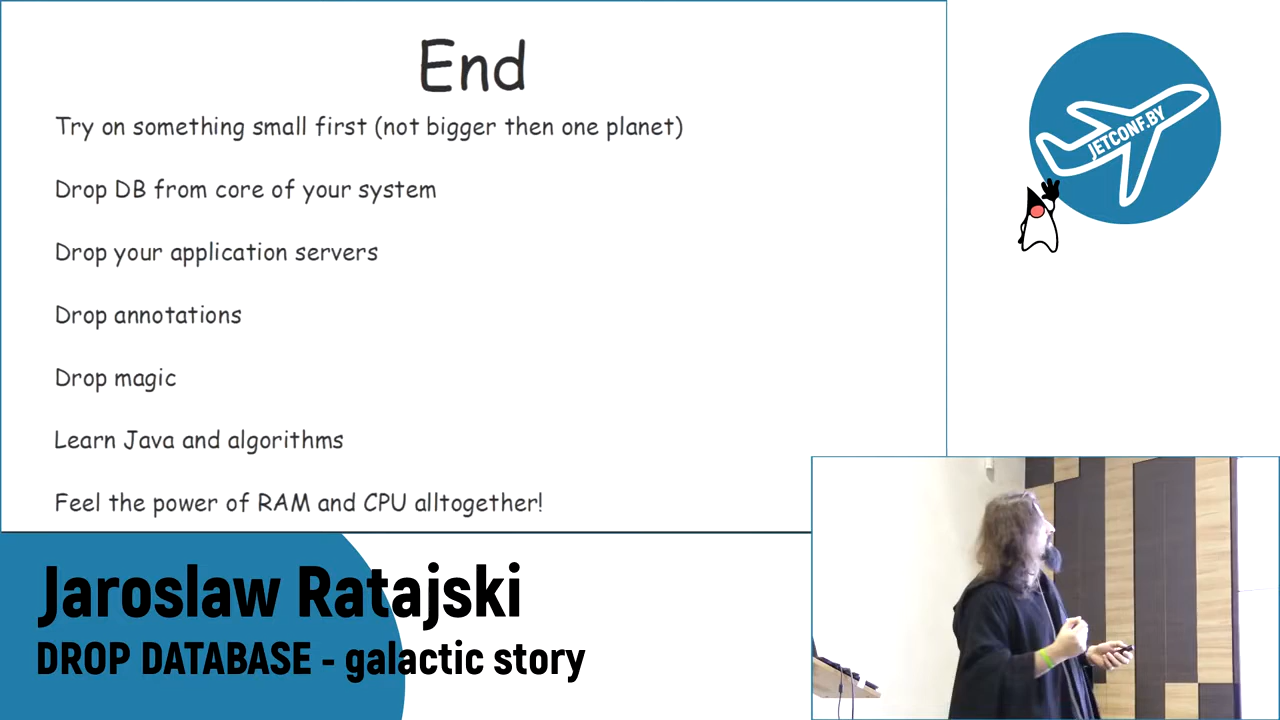 End
Try on something small first (not bigger then one planet)
Drop DB from core of your system
Drop your application servers
Drop annotations
Drop magic
Learn Java and algorithms
Feel the power of RAM and CPU alltogether!
JETCONF.BY
Jaroslaw Ratajski
DROP DATABASE - galactic story